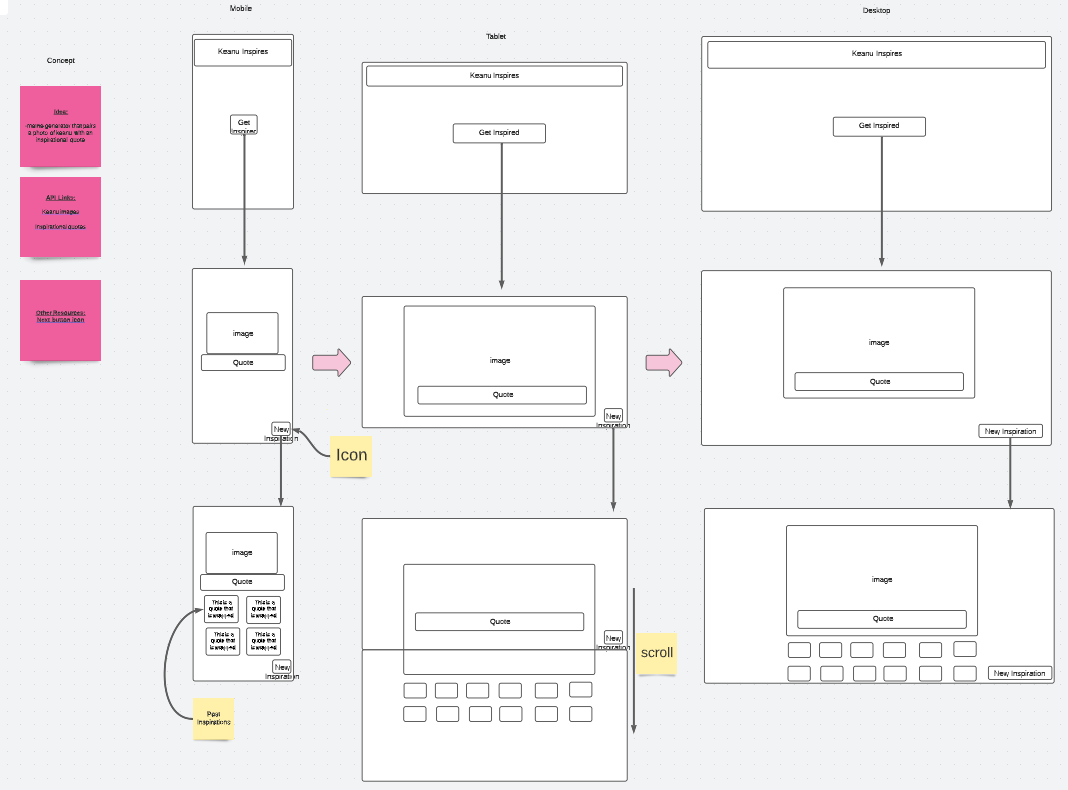 Mobile
Tablet
Desktop
Concept
Idea:
meme generator that pairs
a photo of keanu with an
inspirational quote
API Links:
Keanu images
Inspirational quotes
Other Resources:
Next button icon
Keanu Inspires
Get
Inspired
image
Quote
New
Inspiration
Icon
image
Quote
This is a
quote that
This is a
quote that
This is a
quote that
This is a
quote that
New
Inspiration
Past
Inspirations
Keanu Inspires
Get Inspired
image
Quote
New
Inspiration
Quote
New
Inspiration
scroll
Keanu Inspires
Get Inspired
image
Quote
New Inspiration
image
Quote
New Inspiration